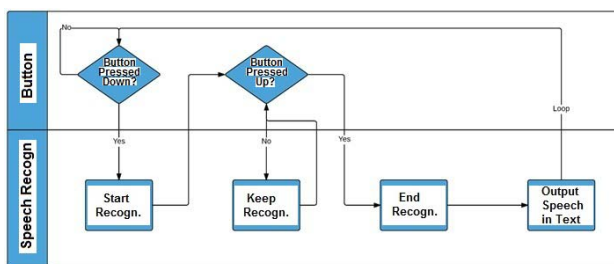 No
Button
Button
Pressed
Down?
Button
Pressed
Up?
Loop
Yes
No
Yes
Speech Recogn
Start
Recogn.
Keep
Recogn.
End
Recogn.
Output
Speech
in Text